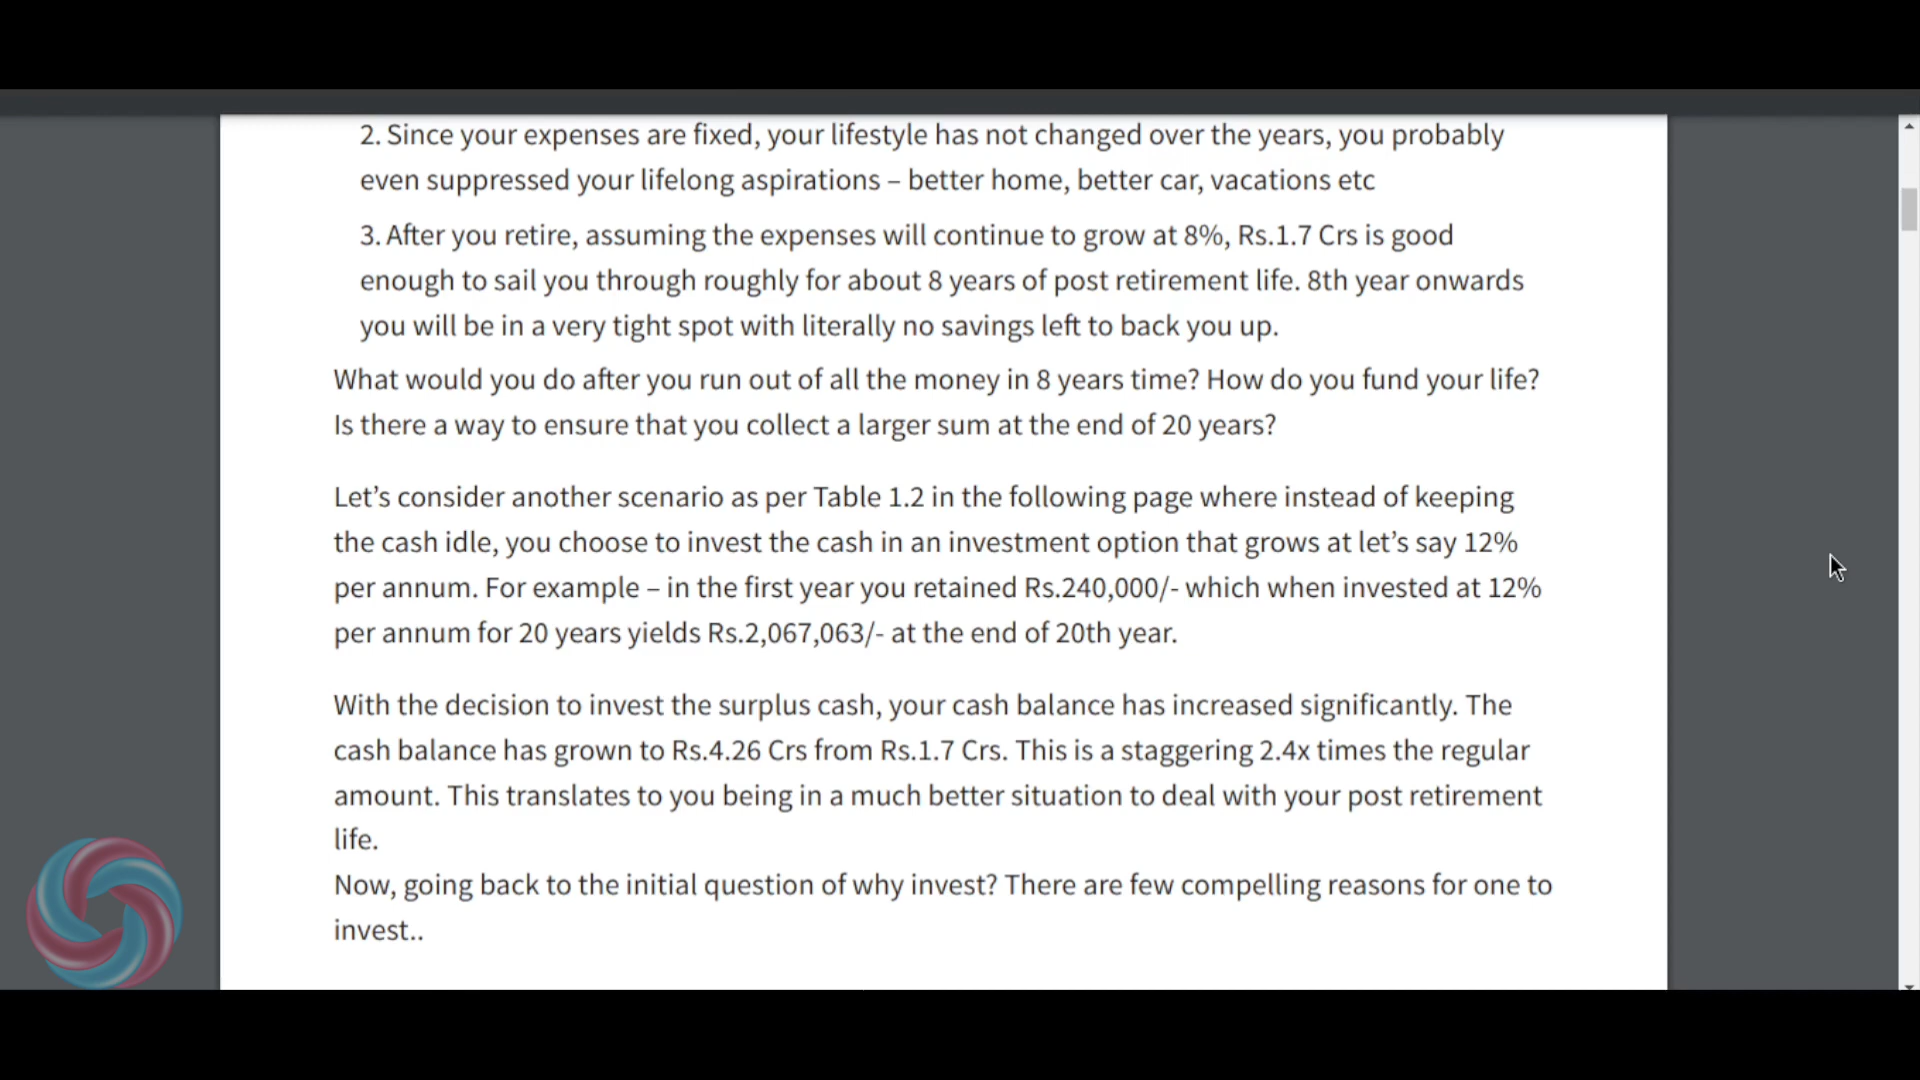 2. Since your expenses are fixed, your lifestyle has not changed over the years, you probably
even suppressed your lifelong aspirations – better home, better car, vacations etc
3. After you retire, assuming the expenses will continue to grow at 8%, Rs.1.7 Crs is good
enough to sail you through roughly for about 8 years of post retirement life. 8th year onwards
you will be in a very tight spot with literally no savings left to back you up.
What would you do after you run out of all the money in 8 years time? How do you fund your life?
Is there a way to ensure that you collect a larger sum at the end of 20 years?
Let’s consider another scenario as per Table 1.2 in the following page where instead of keeping
the cash idle, you choose to invest the cash in an investment option that grows at let’s say 12%
per annum. For example – in the first year you retained Rs.240,000/- which when invested at 12%
per annum for 20 years yields Rs.2,067,063/- at the end of 20th year.
With the decision to invest the surplus cash, your cash balance has increased significantly. The
cash balance has grown to Rs.4.26 Crs from Rs.1.7 Crs. This is a staggering 2.4x times the regular
amount. This translates to you being in a much better situation to deal with your post retirement
life.
Now, going back to the initial question of why invest? There are few compelling reasons for one to
invest..